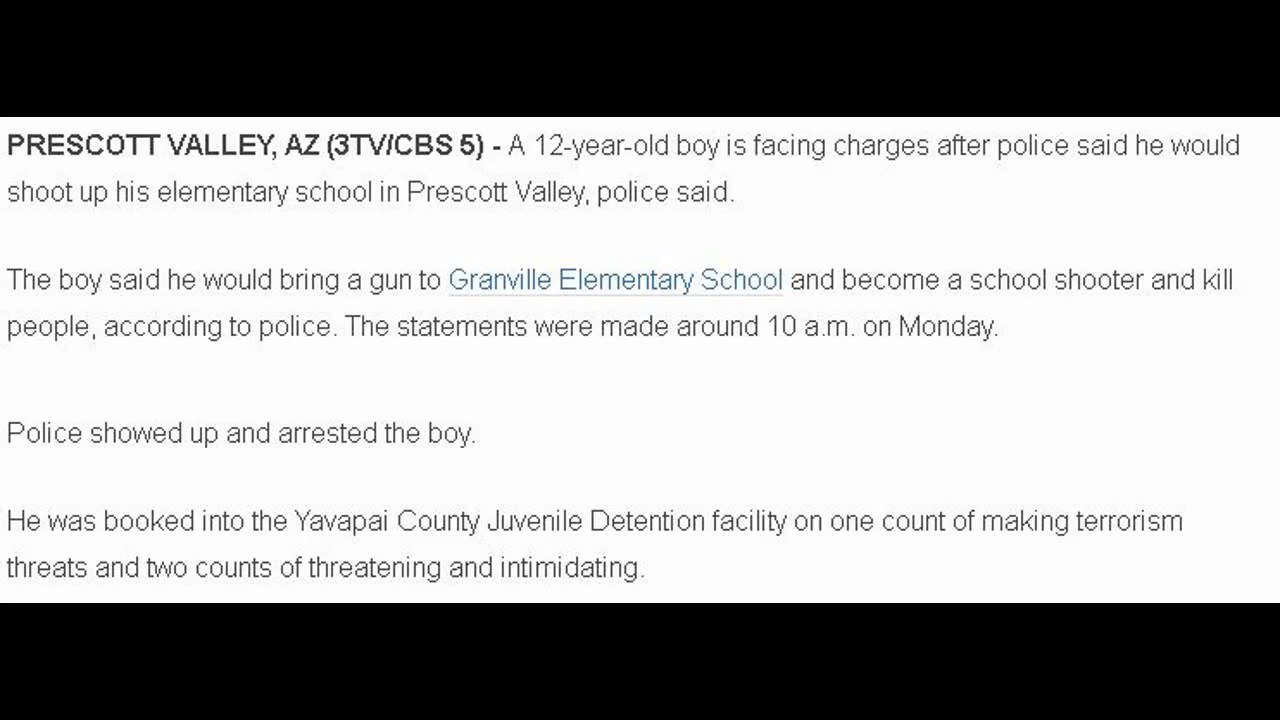 PRESCOTT VALLEY, AZ (3TV/CBS 5) - A 12-year-old boy is facing charges after police said he would
shoot up his elementary school in Prescott Valley, police said.
The boy said he would bring a gun to Granville Elementary School and become a school shooter and kill
people, according to police. The statements were made around 10 a.m. on Monday.
Police showed up and arrested the boy.
He was booked into the Yavapai County Juvenile Detention facility on one count of making terrorism
threats and two counts of threatening and intimidating.